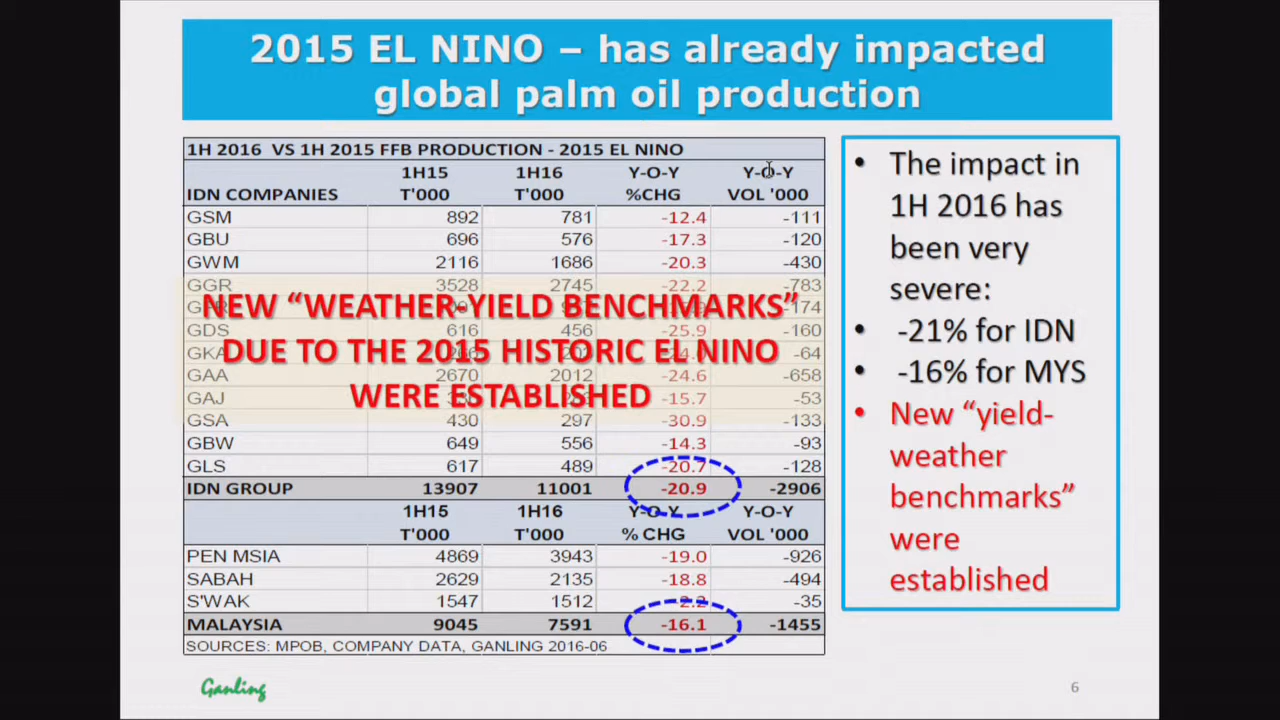 2015 EL NINO – has already impacted
global palm oil production
1H 2016 VS 1H 2015 FFB PRODUCTION - 2015 EL NINO
1H15 1H16 Y-O-Y Y-O-Y
IDN COMPANIES T'000 T'000 %CHG VOL '000
GSM 892 781 -12.4 -111
GBU 696 576 -17.3 -120
GWM 2116 1686 -20.3 -430
GGR 3528 2745 -22.2 -783
-174
GDS 616 456 -25.9 -160
-64
GAA 2670 2012 -24.6 -658
GAJ -15.7 -53
GSA 430 297 -30.9 -133
GBW 649 556 -14.3 -93
GLS 617 489 -20.7 -128
IDN GROUP 13907 11001 -20.9 -2906
1H15 1H16 Y-O-Y Y-O-Y
T'000 T'000 % CHG VOL '000
PEN MSIA 4869 3943 -19.0 -926
SABAH 2629 2135 -18.8 -494
S'WAK 1547 1512 -2.2 -35
MALAYSIA 9045 7591 -16.1 -1455
SOURCES: MPOB, COMPANY DATA, GANLING 2016-06
NEW “WEATHER-YIELD BENCHMARKS”
DUE TO THE 2015 HISTORIC EL NINO
WERE ESTABLISHED
• The impact in
1H 2016 has
been very
severe:
• -21% for IDN
• -16% for MYS
• New “yield-
weather
benchmarks”
were
established
Ganling
6